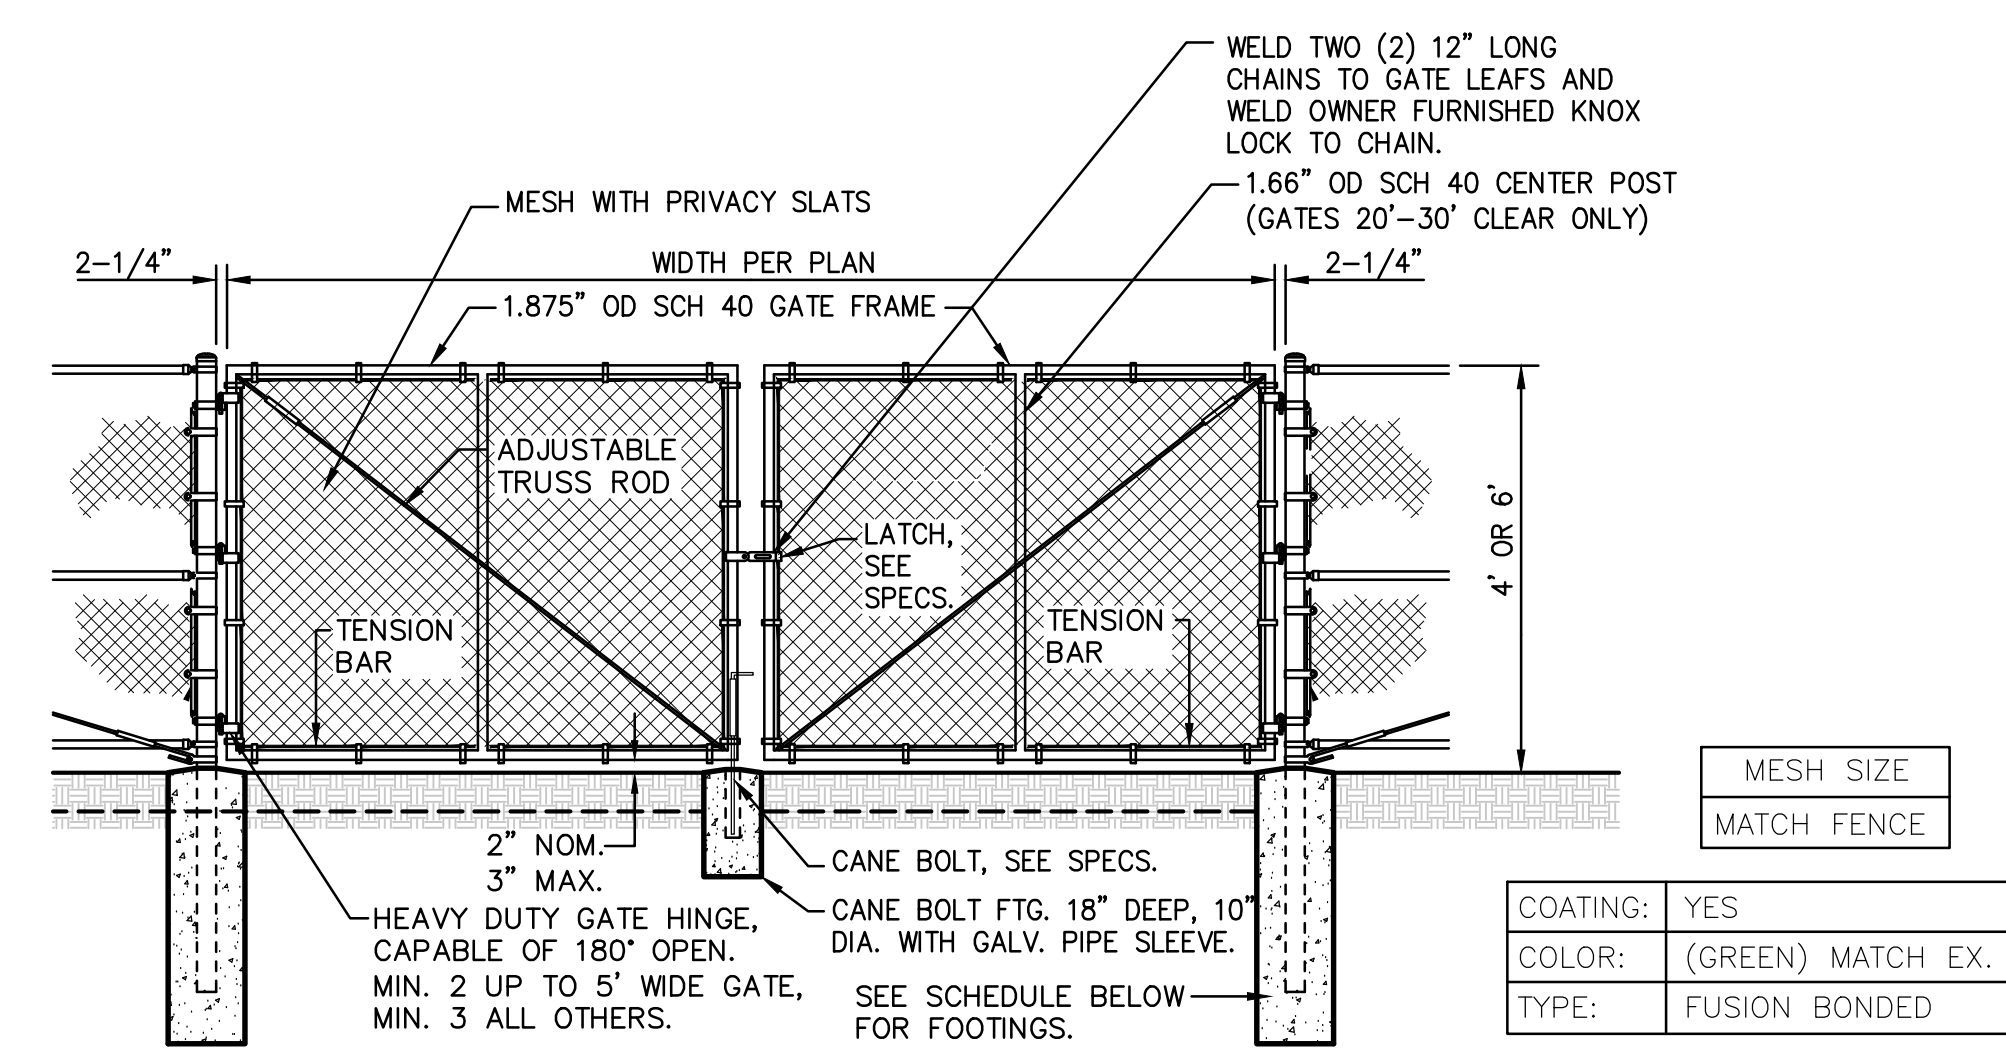 WELD TWO (2) 12" LONG
CHAINS TO GATE LEAFS AND
WELD OWNER FURNISHED KNOX
LOCK TO CHAIN.
1.66" OD SCH 40 CENTER POST
(GATES 20'-30' CLEAR ONLY)
MESH WITH PRIVACY SLATS
2-1/4"
WIDTH PER PLAN
2-1/4"
1.875" OD SCH 40 GATE FRAME
ADJUSTABLE
TRUSS ROD
LATCH,
SEE
SPECS.
4' OR 6'
TENSION
BAR
TENSION
BAR
2" NOM.
3" MAX.
CANE BOLT, SEE SPECS.
CANE BOLT FTG. 18" DEEP, 10"
DIA. WITH GALV. PIPE SLEEVE.
HEAVY DUTY GATE HINGE,
CAPABLE OF 180° OPEN.
MIN. 2 UP TO 5' WIDE GATE,
MIN. 3 ALL OTHERS.
SEE SCHEDULE BELOW
FOR FOOTINGS.
MESH SIZE
MATCH FENCE
COATING: YES
COLOR: (GREEN) MATCH EX.
TYPE: FUSION BONDED